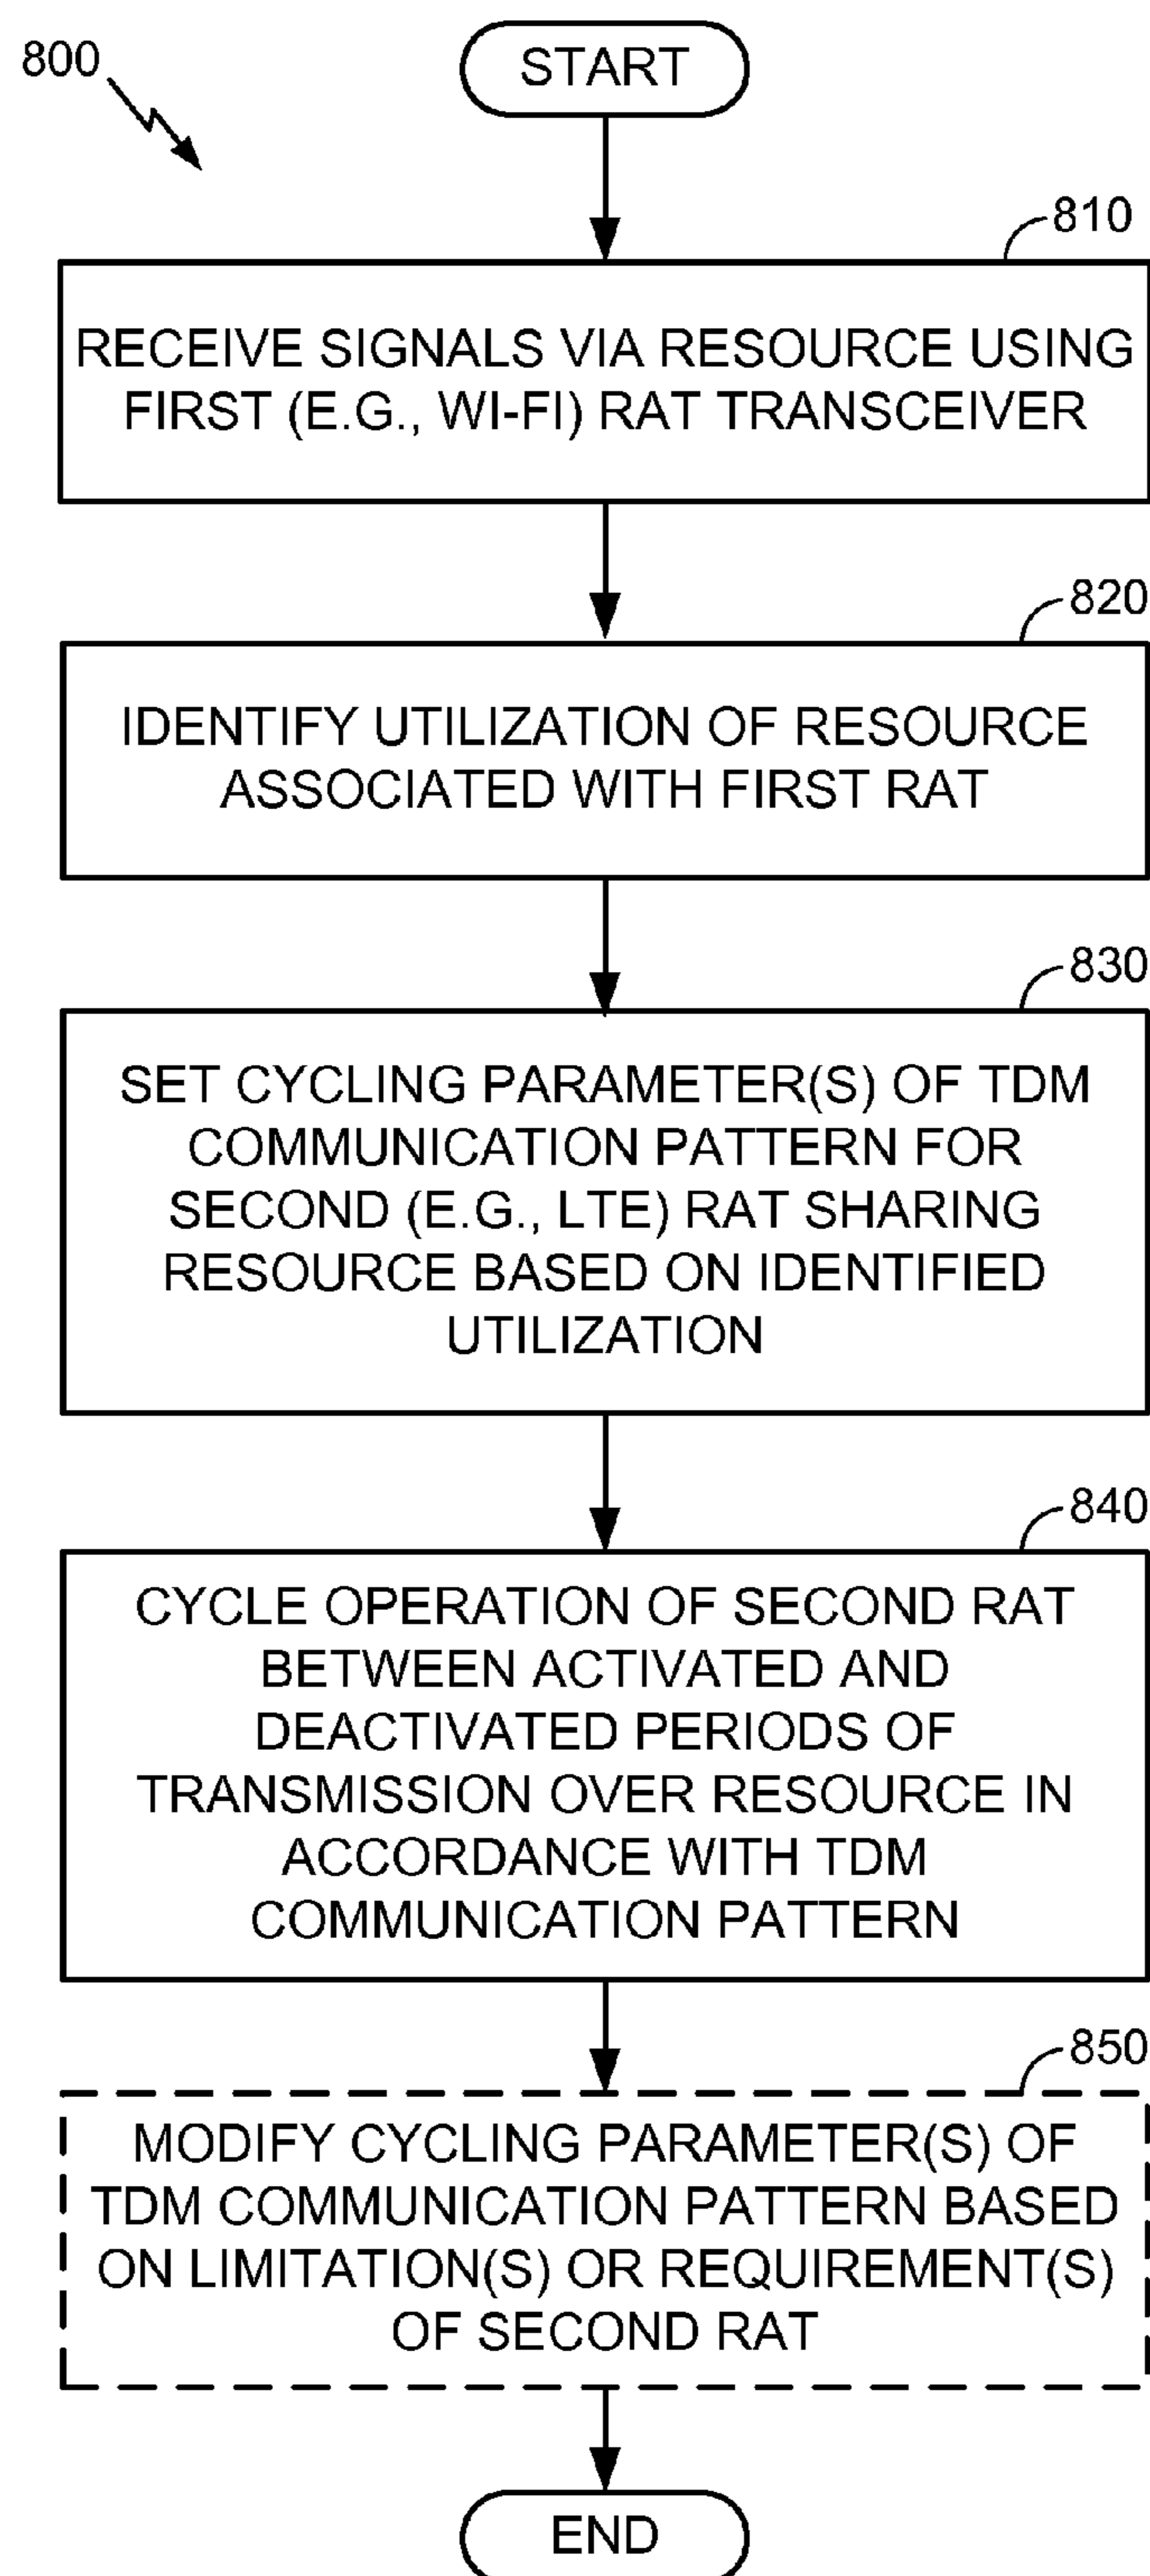 800
START
810
RECEIVE SIGNALS VIA RESOURCE USING
FIRST (E.G., WI-FI) RAT TRANSCEIVER
820
IDENTIFY UTILIZATION OF RESOURCE
ASSOCIATED WITH FIRST RAT
830
SET CYCLING PARAMETER(S) OF TDM
COMMUNICATION PATTERN FOR
SECOND (E.G., LTE) RAT SHARING
RESOURCE BASED ON IDENTIFIED
UTILIZATION
840
CYCLE OPERATION OF SECOND RAT
BETWEEN ACTIVATED AND
DEACTIVATED PERIODS OF
TRANSMISSION OVER RESOURCE IN
ACCORDANCE WITH TDM
COMMUNICATION PATTERN
850
MODIFY CYCLING PARAMETER(S) OF
TDM COMMUNICATION PATTERN BASED
ON LIMITATION(S) OR REQUIREMENT(S)
OF SECOND RAT
END